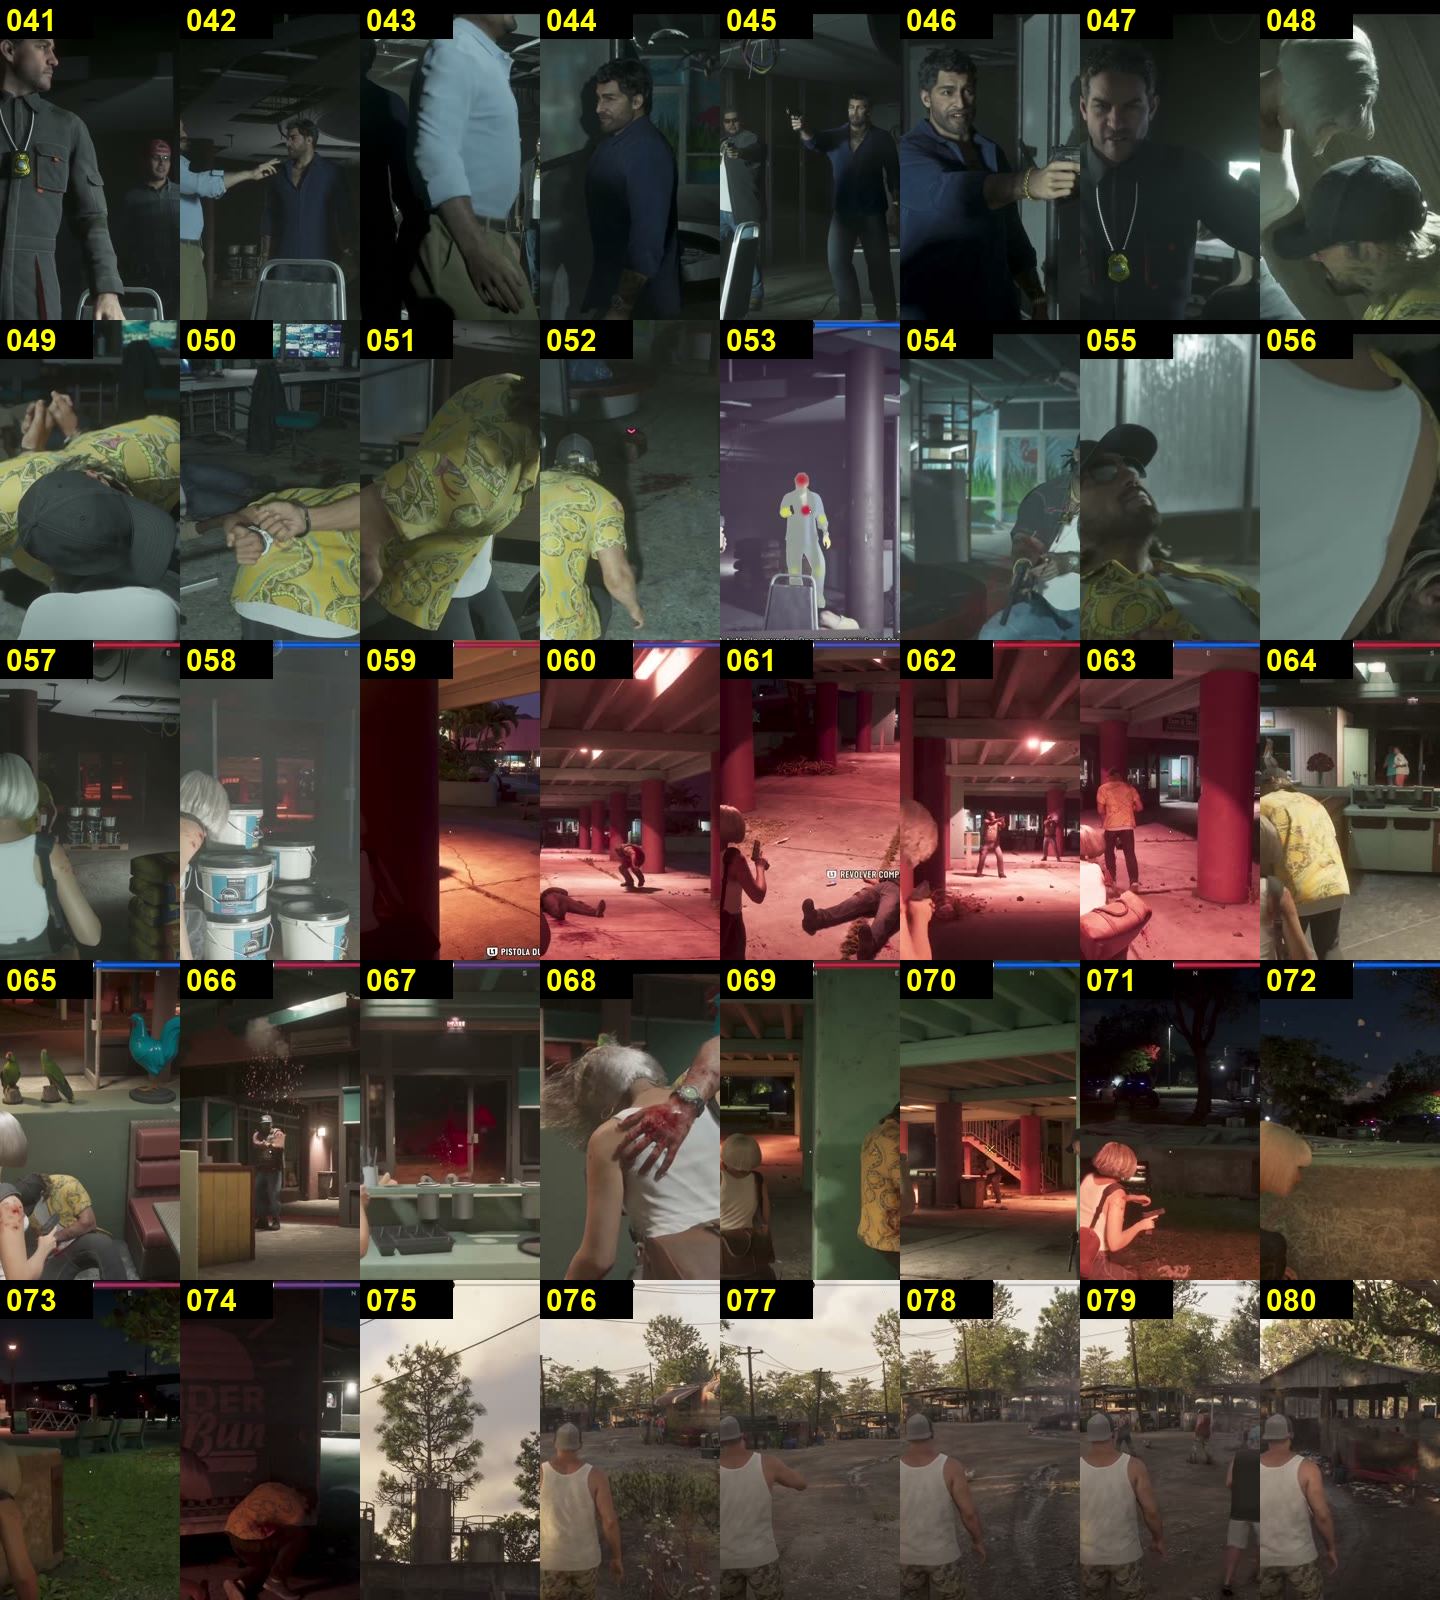 041 042 043 044 045 046 047 048
049 050 051 052 053 054 055 056
E
057 058 059 060 061 062 063 064
E E E E E E E S
REVOLVER COMP
PISTOLA DU
065 066 067 068 069 070 071 072
E N S N E N N N
EXIT
073 074 075 076 077 078 079 080
E N
DER
Bun